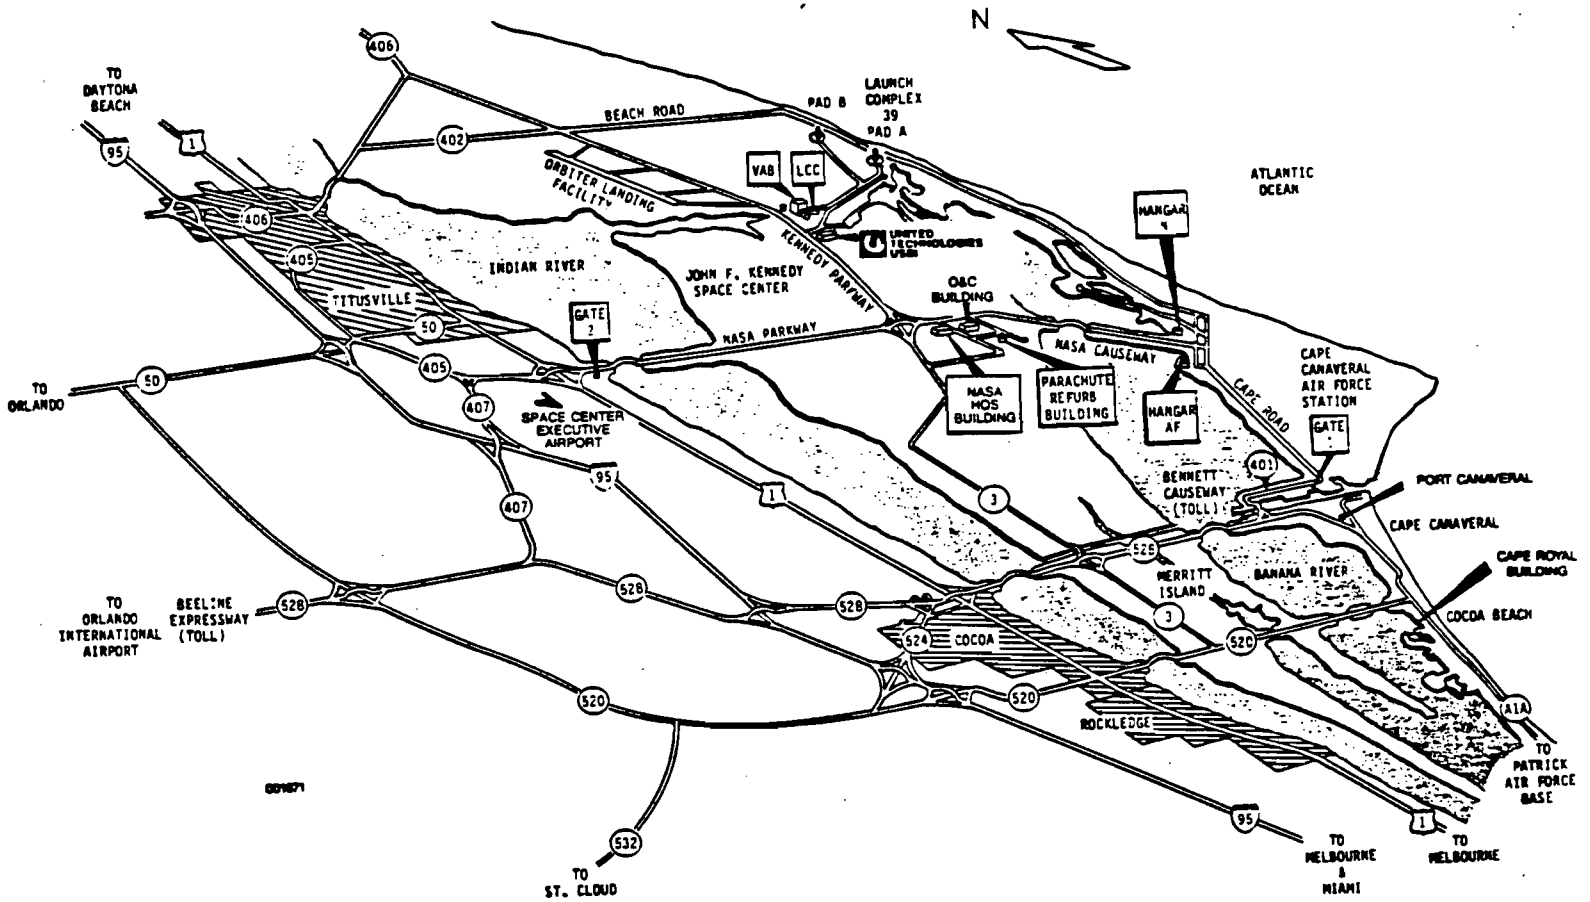 N
406
TO
DAYTONA
BEACH
95
1
402
BEACH ROAD
PAD B
LAUNCH
COMPLEX
39
PAD A
VAB
LCC
ORBITER LANDING
FACILITY
ATLANTIC
OCEAN
406
405
TITUSVILLE
INDIAN RIVER
JOHN F. KENNEDY
SPACE CENTER
KENNEDY PARKWAY
UNITED
TECHNOLOGIES
USBI
HANGAR
O&C
BUILDING
GATE
2
50
NASA PARKWAY
NASA CAUSEWAY
405
TO
ORLANDO
50
407
SPACE CENTER
EXECUTIVE
AIRPORT
NASA
HQS
BUILDING
PARACHUTE
REFURB
BUILDING
HANGAR
AF
CAPE ROAD
CAPE
CANAVERAL
AIR FORCE
STATION
GATE
95
407
1
3
401
BENNETT
CAUSEWAY
(TOLL)
PORT CANAVERAL
CAPE CANAVERAL
526
MERRITT
ISLAND
BANANA RIVER
CAPE ROYAL
BUILDING
COCOA BEACH
TO
ORLANDO
INTERNATIONAL
AIRPORT
BEELINE
EXPRESSWAY
(TOLL)
528
528
528
524
COCOA
3
520
520
520
ROCKLEDGE
A1A
TO
PATRICK
AIR FORCE
BASE
001671
532
TO
ST. CLOUD
95
1
TO
MELBOURNE
&
MIAMI
TO
MELBOURNE